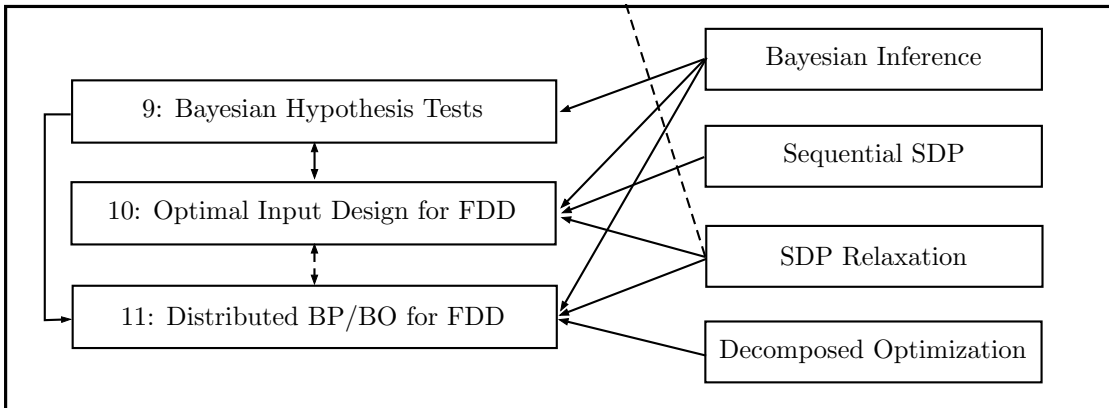 Bayesian Inference
9: Bayesian Hypothesis Tests
Sequential SDP
10: Optimal Input Design for FDD
SDP Relaxation
11: Distributed BP/BO for FDD
Decomposed Optimization